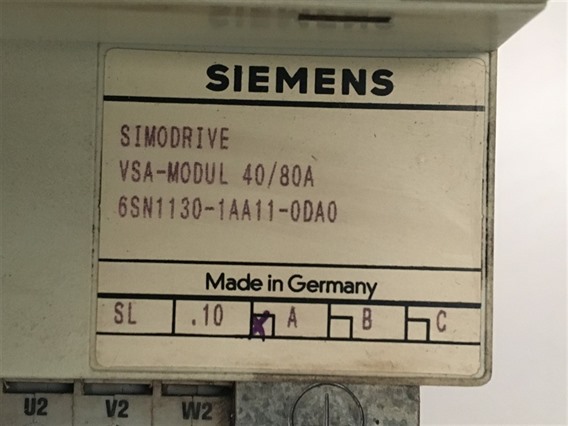 SIEMENS
SIMODRIVE
VSA-MODUL 40/80A
6SN1130-1AA11-0DA0
Made in Germany
SL .10 X A B C
U2 V2 W2